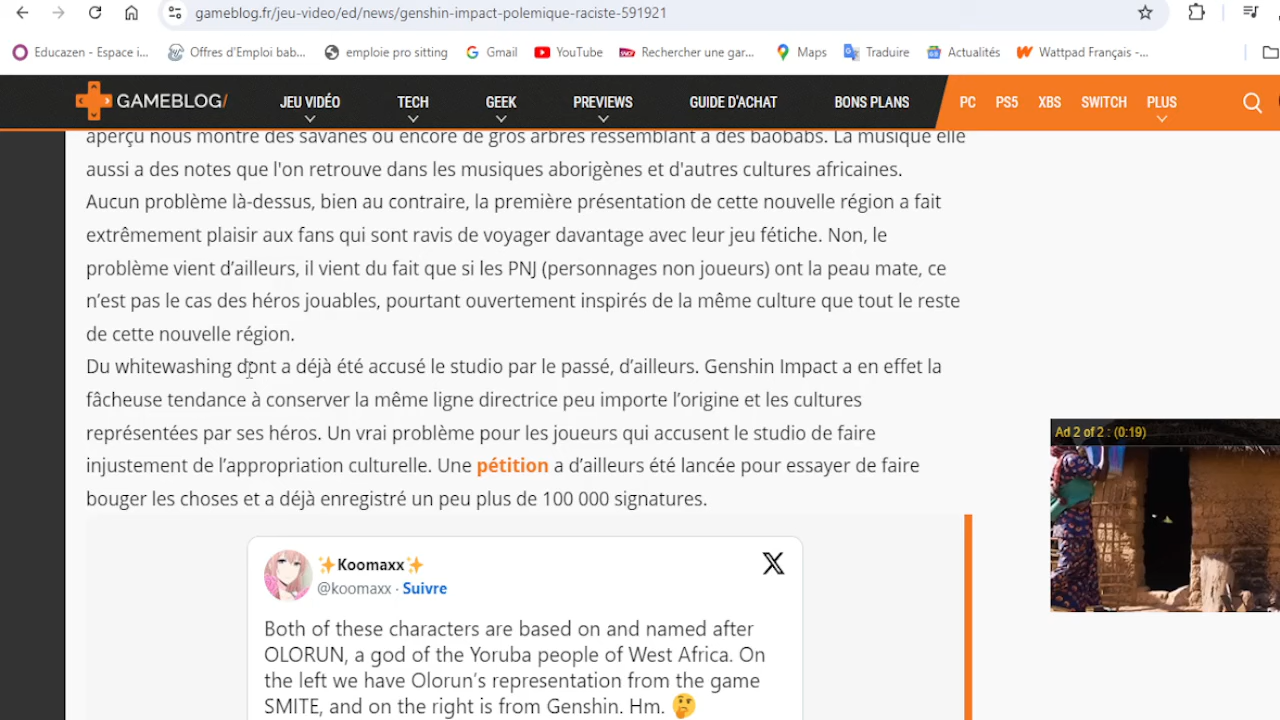 gameblog.fr/jeu-video/ed/news/genshin-impact-polemique-raciste-591921
Educazen - Espace i... Offres d'Emploi bab... emploie pro sitting Gmail YouTube Rechercher une gar... Maps Traduire Actualités Wattpad Français -...
GAMEBLOG/ JEU VIDÉO TECH GEEK PREVIEWS GUIDE D'ACHAT BONS PLANS PC PS5 XBS SWITCH PLUS
aperçu nous montre des savanes ou encore de gros arbres ressemblant à des baobabs. La musique elle
aussi a des notes que l'on retrouve dans les musiques aborigènes et d'autres cultures africaines.
Aucun problème là-dessus, bien au contraire, la première présentation de cette nouvelle région a fait
extrêmement plaisir aux fans qui sont ravis de voyager davantage avec leur jeu fétiche. Non, le
problème vient d'ailleurs, il vient du fait que si les PNJ (personnages non joueurs) ont la peau mate, ce
n'est pas le cas des héros jouables, pourtant ouvertement inspirés de la même culture que tout le reste
de cette nouvelle région.
Du whitewashing dont a déjà été accusé le studio par le passé, d'ailleurs. Genshin Impact a en effet la
fâcheuse tendance à conserver la même ligne directrice peu importe l'origine et les cultures
représentées par ses héros. Un vrai problème pour les joueurs qui accusent le studio de faire
injustement de l'appropriation culturelle. Une pétition a d'ailleurs été lancée pour essayer de faire
bouger les choses et a déjà enregistré un peu plus de 100 000 signatures.
Ad 2 of 2 : (0:19)
✨Koomaxx✨
@koomaxx · Suivre
Both of these characters are based on and named after
OLORUN, a god of the Yoruba people of West Africa. On
the left we have Olorun's representation from the game
SMITE, and on the right is from Genshin. Hm. 🤔